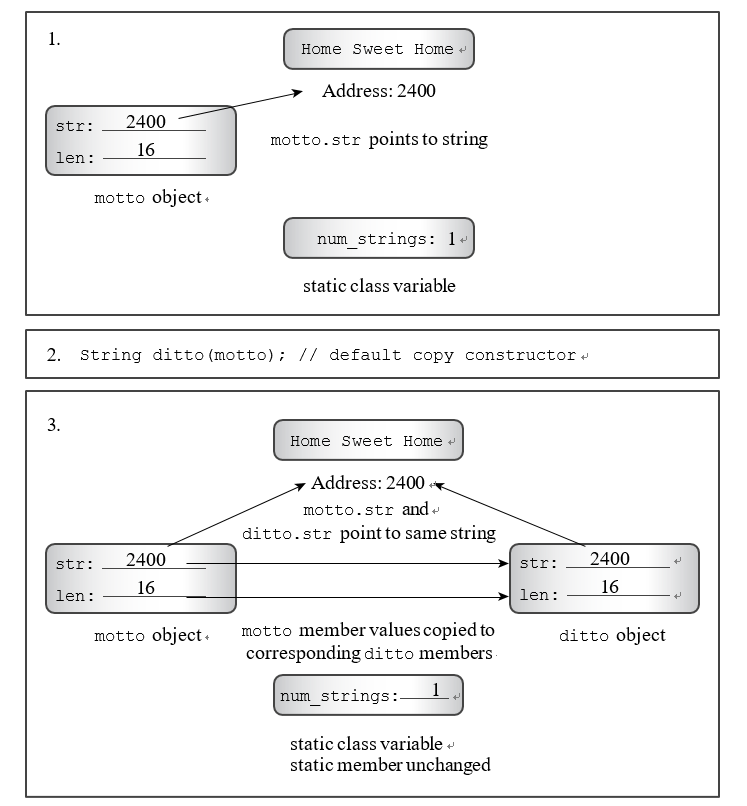 1.
Home Sweet Home
Address: 2400
str: 2400
len: 16
motto.str points to string
motto object
num_strings: 1
static class variable
2. String ditto(motto); // default copy constructor
3.
Home Sweet Home
Address: 2400
motto.str and
ditto.str point to same string
str: 2400
len: 16
str: 2400
len: 16
motto object
motto member values copied to
corresponding ditto members
ditto object
num_strings: 1
static class variable
static member unchanged